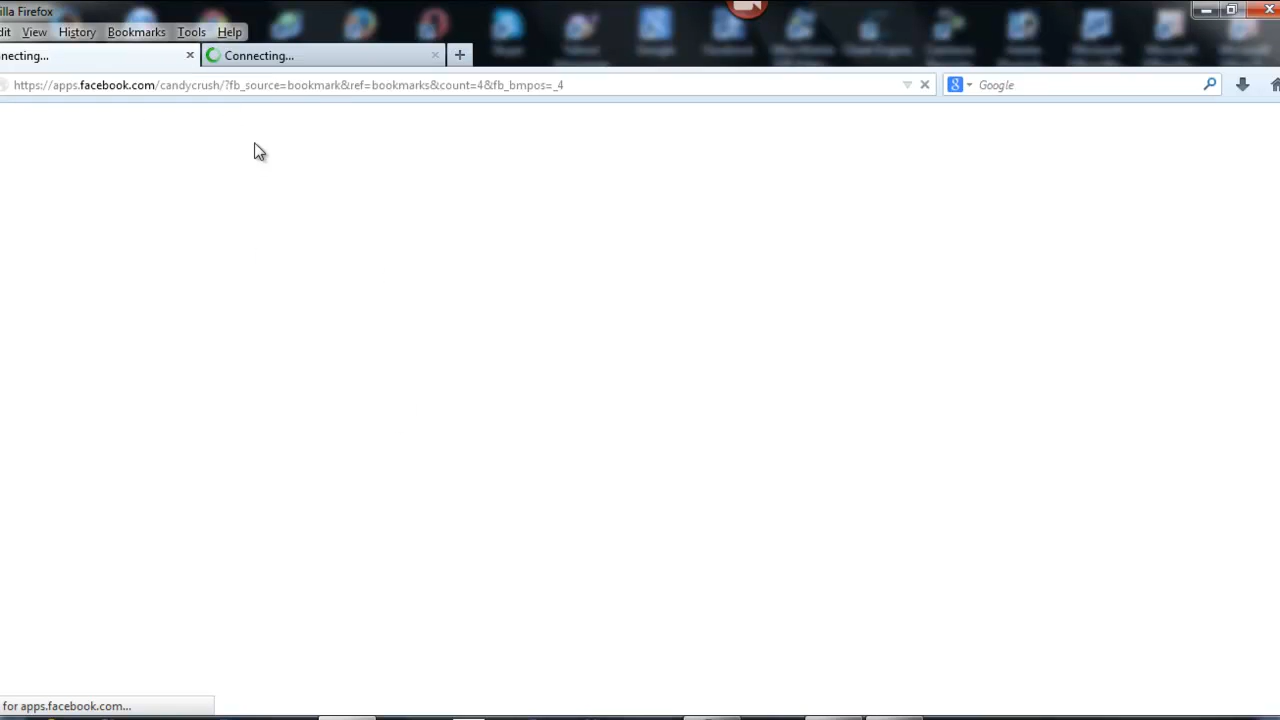 illa Firefox
dit View History Bookmarks Tools Help
nnecting... Connecting...
https://apps.facebook.com/candycrush/?fb_source=bookmark&ref=bookmarks&count=4&fb_bmpos=_4 Google
for apps.facebook.com...